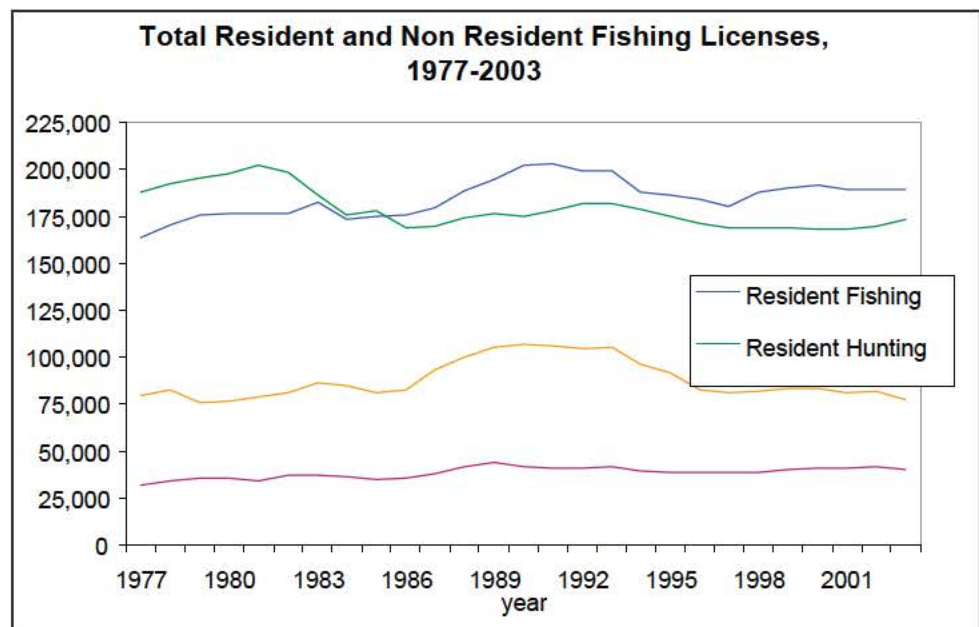 Total Resident and Non Resident Fishing Licenses,
1977-2003
225,000
200,000
175,000
150,000
125,000
100,000
75,000
50,000
25,000
0
Resident Fishing
Resident Hunting
1977 1980 1983 1986 1989 1992 1995 1998 2001
year